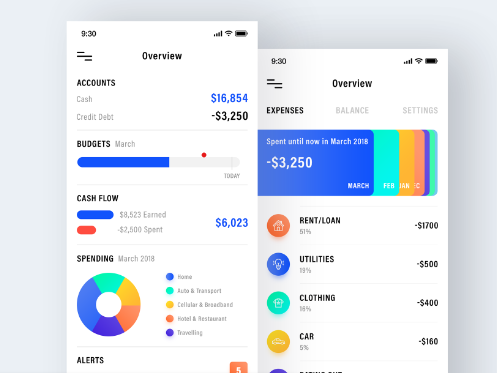 9:30
Overview
ACCOUNTS
Cash $16,854
Credit Debt -$3,250
BUDGETS March
TODAY
CASH FLOW
$8,523 Earned
-$2,500 Spent
$6,023
SPENDING March 2018
Home
Auto & Transport
Cellular & Broadband
Hotel & Restaurant
Travelling
ALERTS
5
9:30
Overview
EXPENSES BALANCE SETTINGS
Spent until now in March 2018
-$3,250
MARCH FEB JAN
RENT/LOAN
51%
-$1700
UTILITIES
19%
-$500
CLOTHING
16%
-$400
CAR
5%
-$160